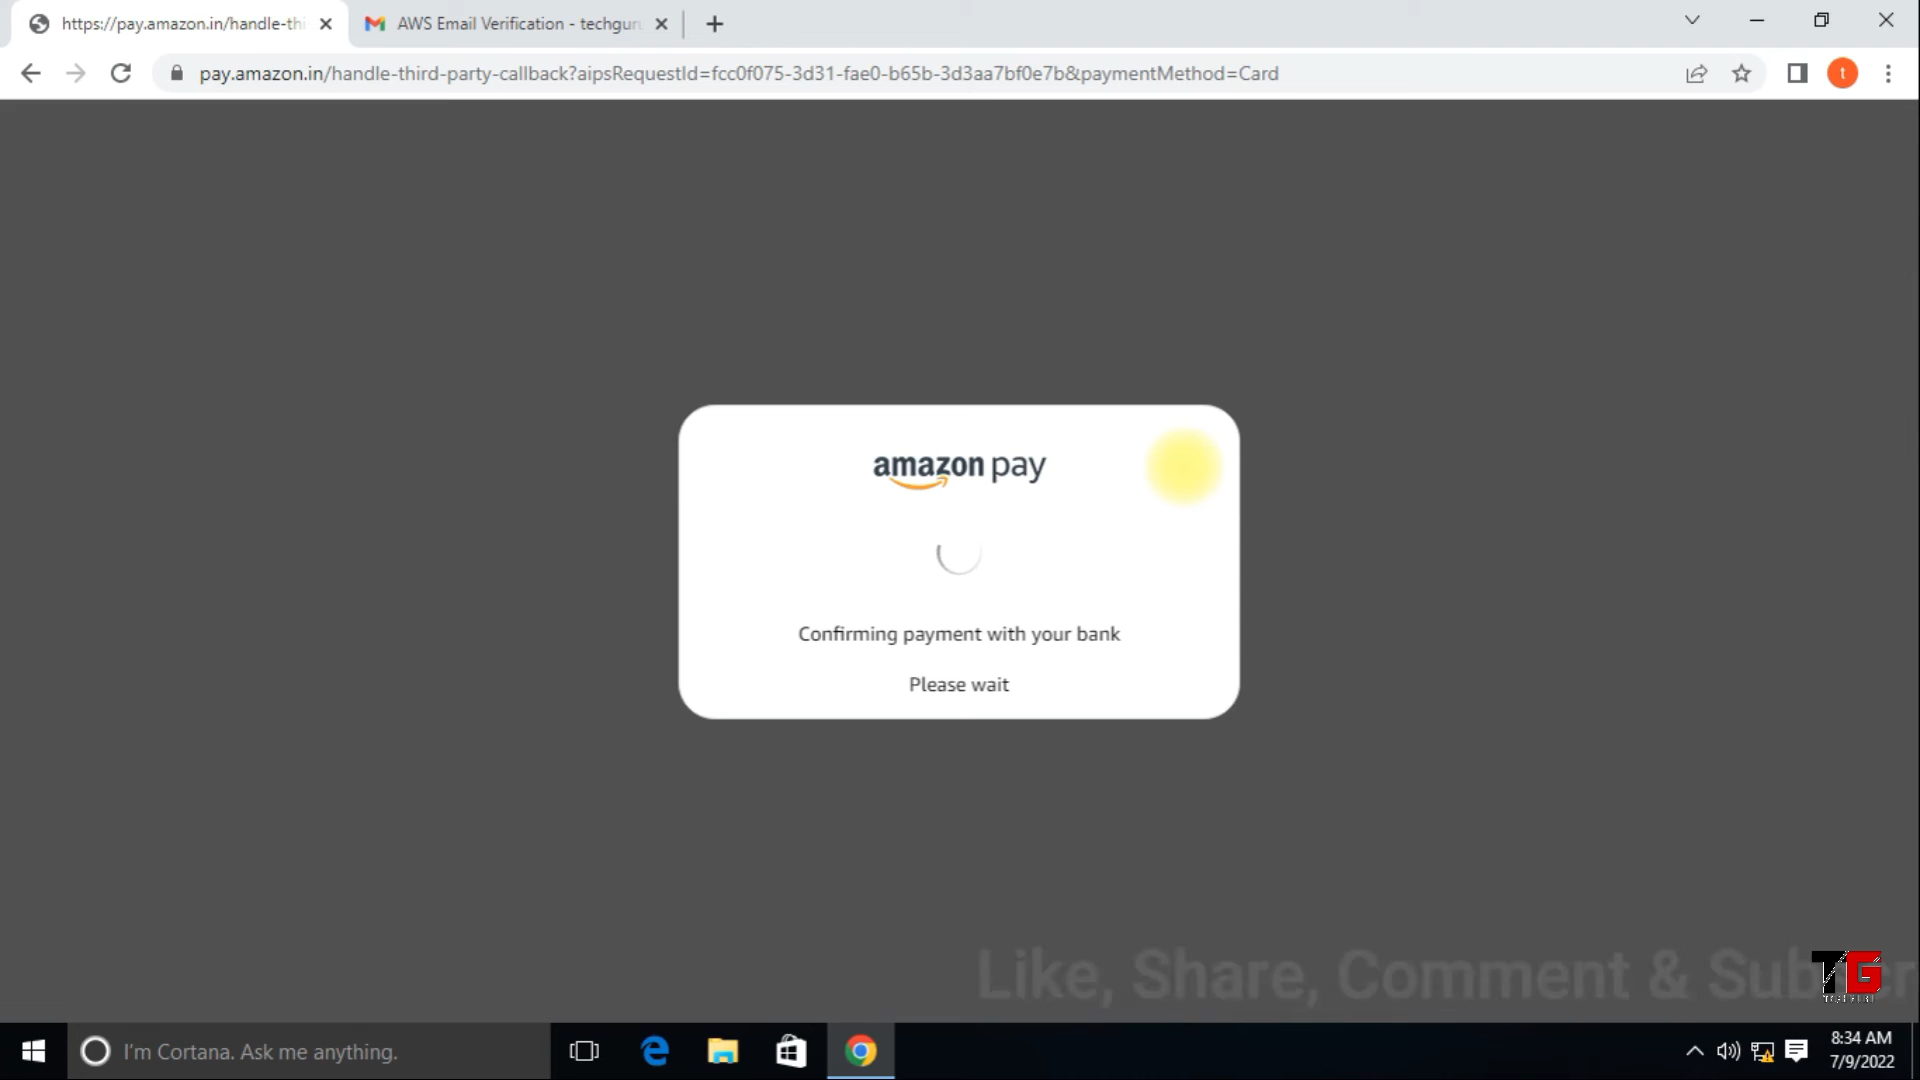 https://pay.amazon.in/handle-thi
AWS Email Verification - techguru
pay.amazon.in/handle-third-party-callback?aipsRequestId=fcc0f075-3d31-fae0-b65b-3d3aa7bf0e7b&paymentMethod=Card
t
amazon pay
Confirming payment with your bank
Please wait
Like, Share, Comment &
TG
I'm Cortana. Ask me anything.
8:34 AM
7/9/2022